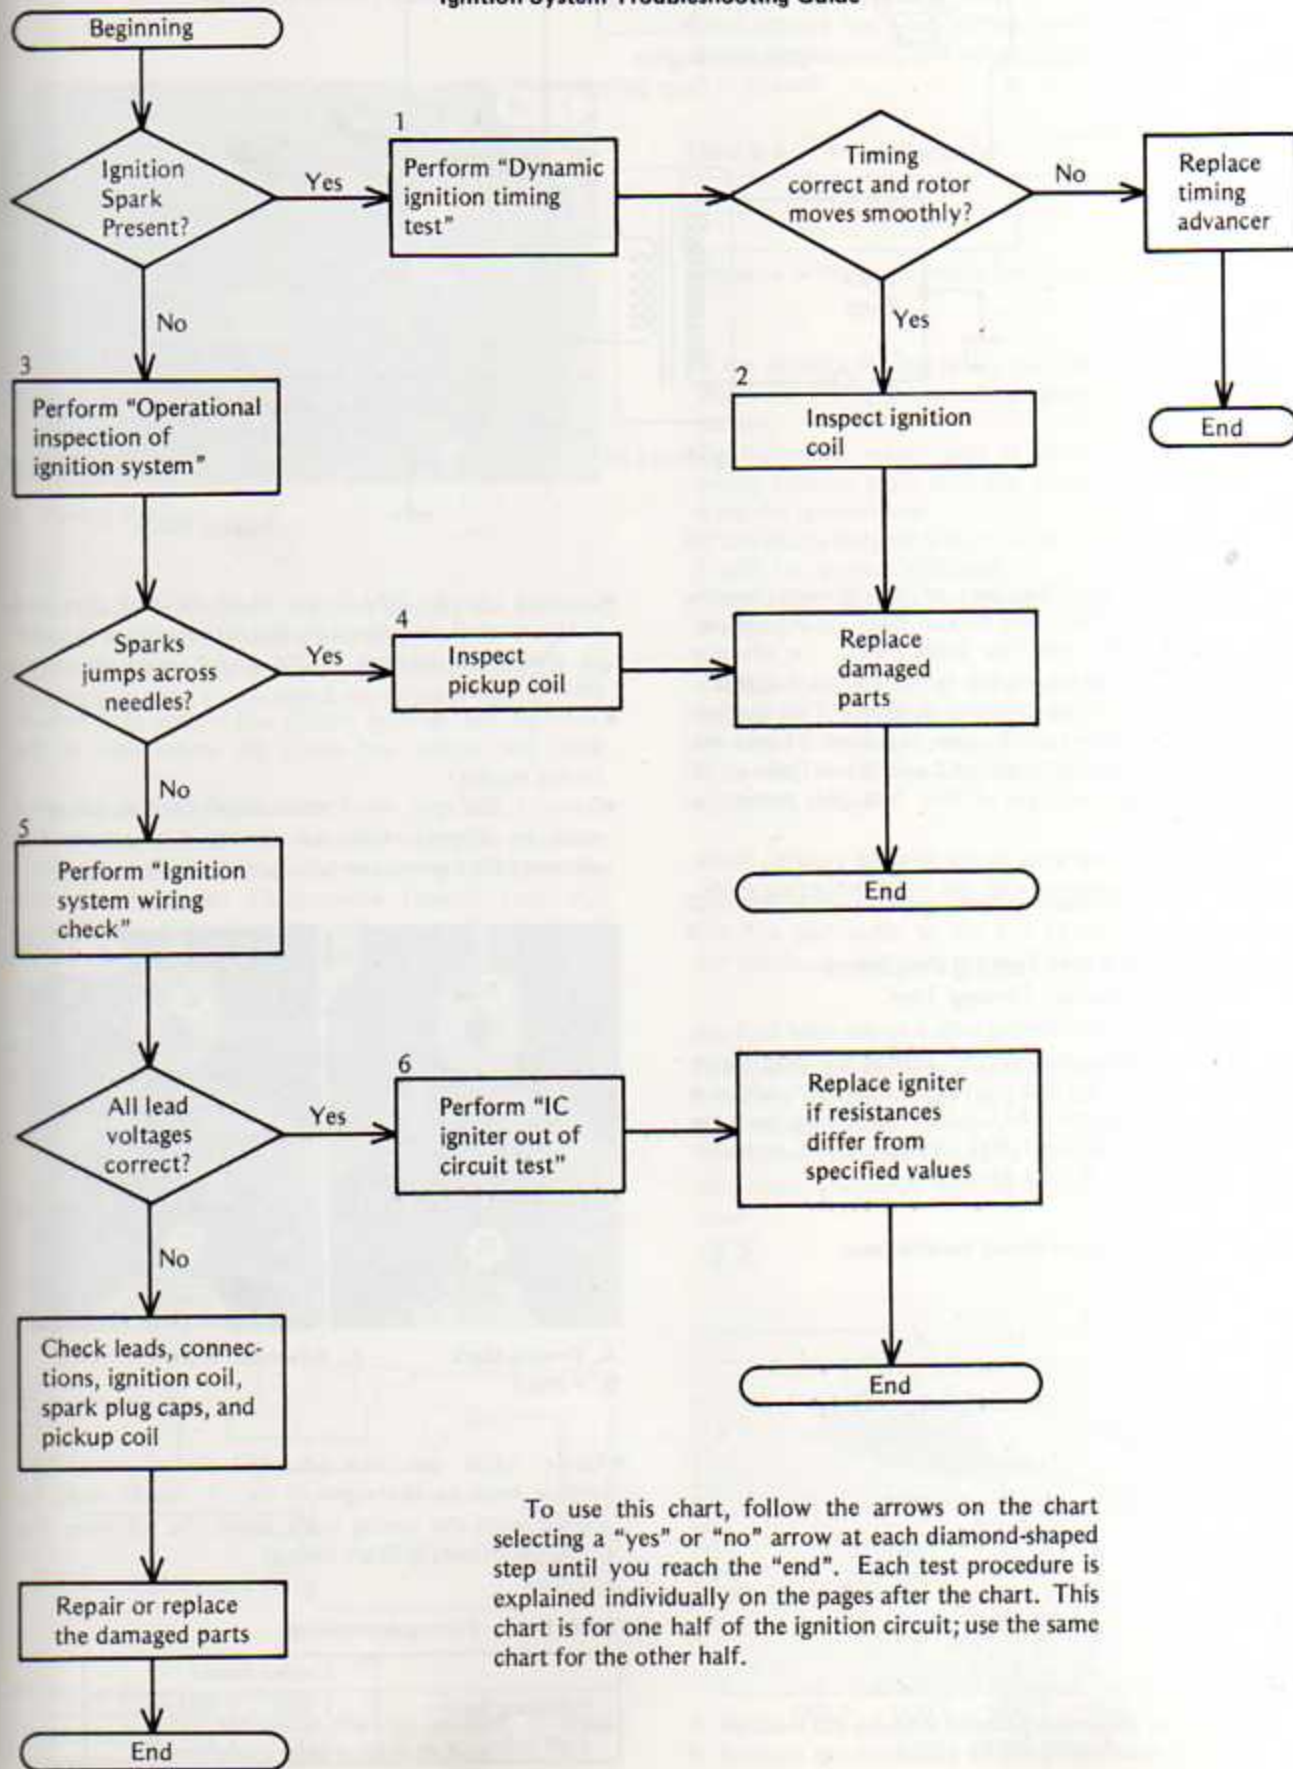 Ignition System Troubleshooting Guide
Beginning
Ignition
Spark
Present?
Yes
1
Perform “Dynamic
ignition timing
test”
Timing
correct and rotor
moves smoothly?
No
Replace
timing
advancer
End
Yes
2
Inspect ignition
coil
No
3
Perform “Operational
inspection of
ignition system”
Sparks
jumps across
needles?
Yes
4
Inspect
pickup coil
Replace
damaged
parts
End
No
5
Perform “Ignition
system wiring
check”
All lead
voltages
correct?
Yes
6
Perform “IC
igniter out of
circuit test”
Replace igniter
if resistances
differ from
specified values
End
No
Check leads, connec-
tions, ignition coil,
spark plug caps, and
pickup coil
Repair or replace
the damaged parts
End
To use this chart, follow the arrows on the chart
selecting a “yes” or “no” arrow at each diamond-shaped
step until you reach the “end”. Each test procedure is
explained individually on the pages after the chart. This
chart is for one half of the ignition circuit; use the same
chart for the other half.